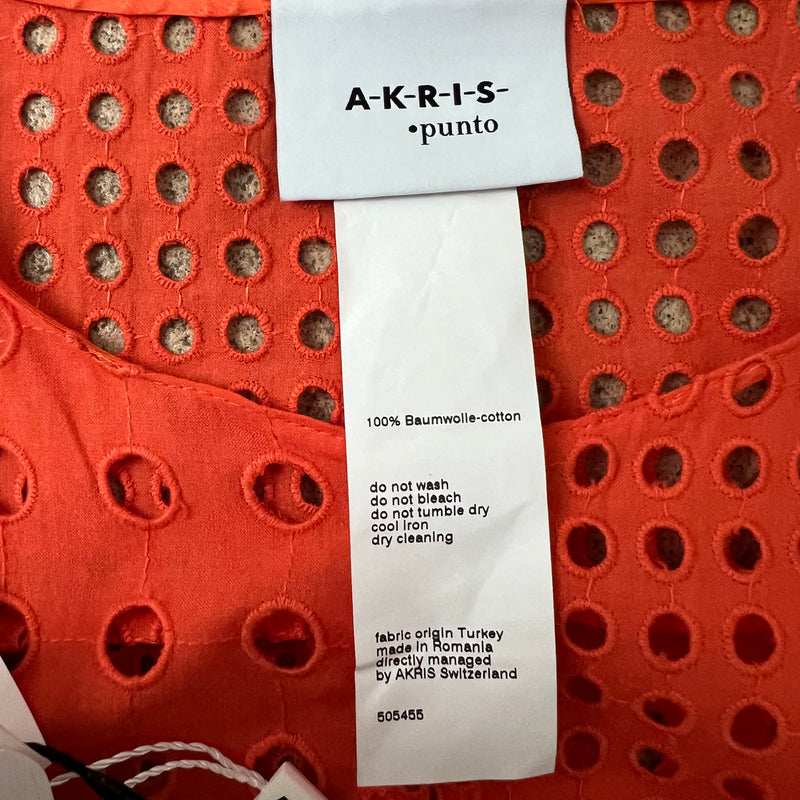 A-K-R-I-S-
•punto
100% Baumwolle-cotton
do not wash
do not bleach
do not tumble dry
cool iron
dry cleaning
fabric origin Turkey
made in Romania
directly managed
by AKRIS Switzerland
505455